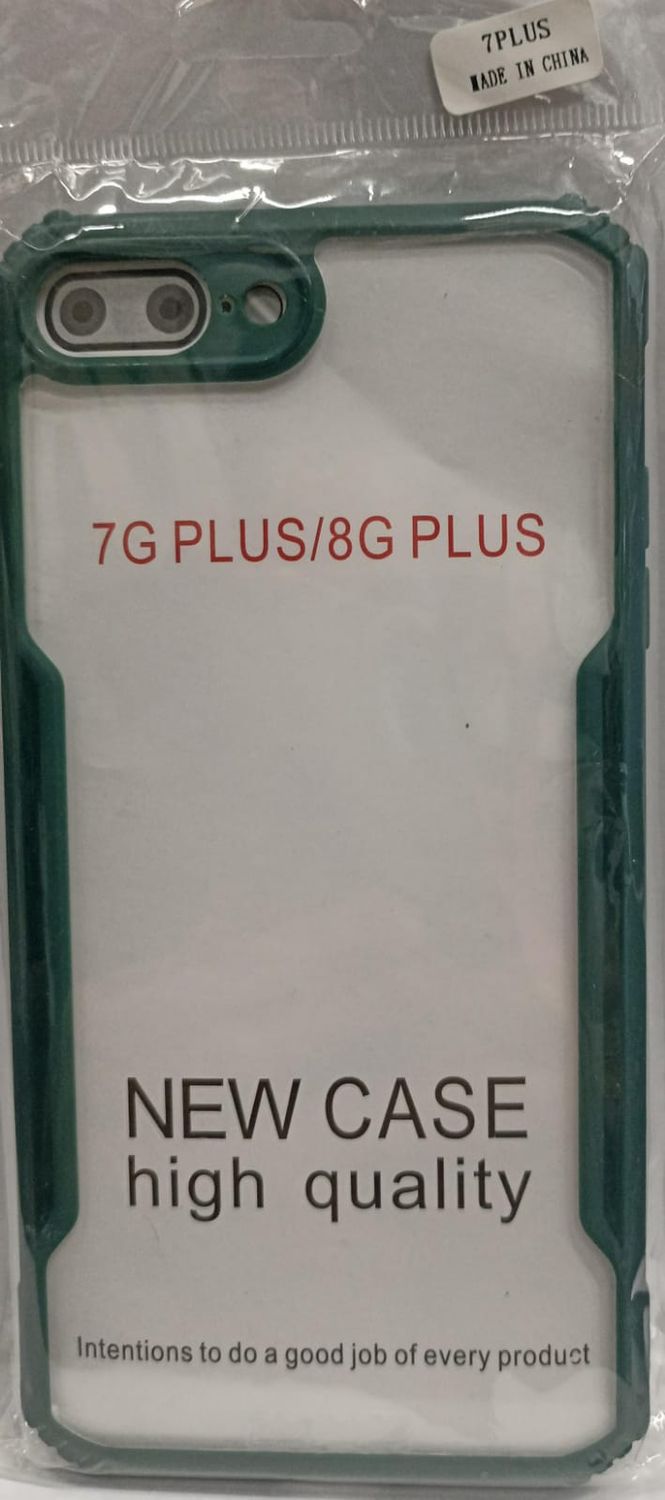 7PLUS
MADE IN CHINA
7G PLUS/8G PLUS
NEW CASE
high quality
Intentions to do a good job of every product